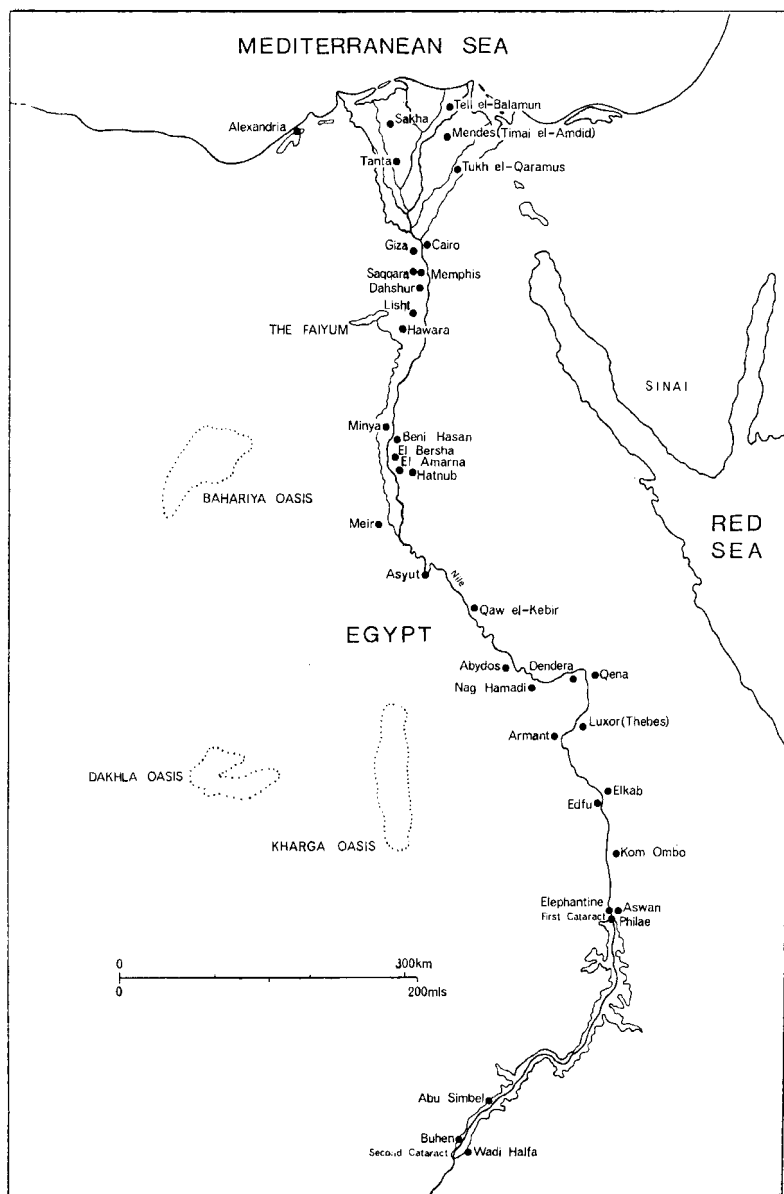 MEDITERRANEAN SEA
Tell el-Balamun
Sakha
Alexandria
Mendes (Timai el-Amdid)
Tanta
Tukh el-Qaramus
Giza
Cairo
Saqqara
Memphis
Dahshur
Lisht
THE FAIYUM
Hawara
SINAI
Minya
Beni Hasan
El Bersha
El Amarna
Hatnub
BAHARIYA OASIS
Meir
RED
SEA
Asyut
Nile
Qaw el-Kebir
EGYPT
Abydos
Dendera
Qena
Nag Hamadi
Luxor (Thebes)
Armant
DAKHLA OASIS
Elkab
Edfu
KHARGA OASIS
Kom Ombo
Elephantine
Aswan
First Cataract
Philae
0 300km
0 200mls
Abu Simbel
Buhen
Second Cataract
Wadi Halfa